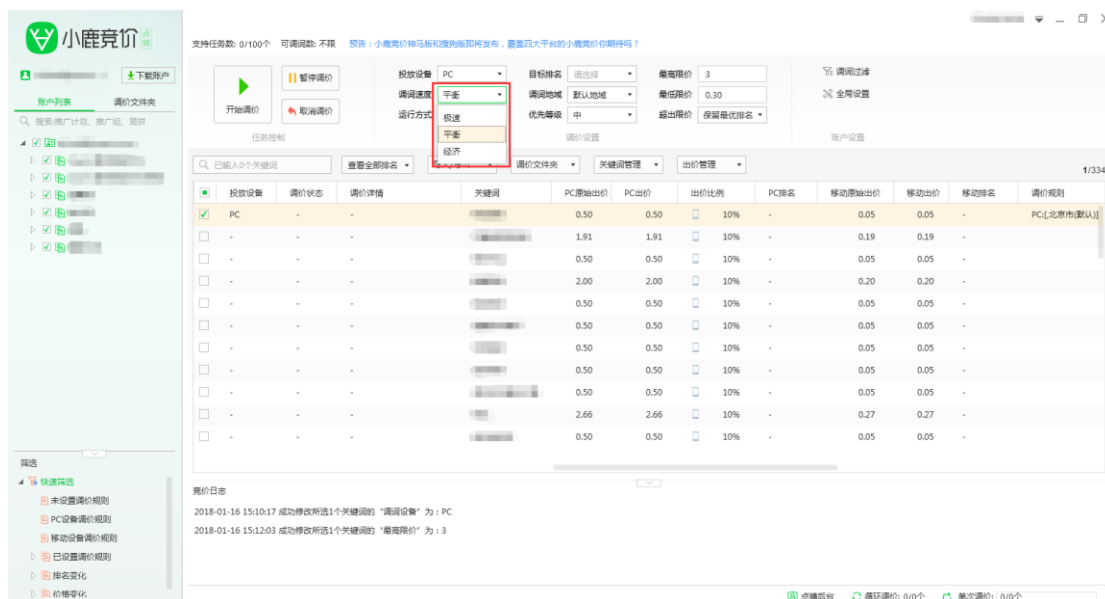 小鹿竞价
支持任务数: 0/100个 可调词数: 不限 预告：小鹿竞价神马版和搜狗版即将发布，覆盖四大平台的小鹿竞价你期待吗？
下载账户
账户列表 调价文件夹
搜索:推广计划、推广组、简拼
开始调价
暂停调价
取消调价
任务控制
投放设备 PC
调词速度 平衡
运行方式
极速
平衡
经济
目标排名 请选择
调词地域 默认地域
优先等级 中
调价设置
最高限价 3
最低限价 0.30
超出限价 保留最优排名
调词过滤
全局设置
账户设置
已输入0个关键词 查看全部排名 调价文件夹 关键词管理 出价管理
1/334
投放设备 调价状态 调价详情 关键词 PC原始出价 PC出价 出价比例 PC排名 移动原始出价 移动出价 移动排名 调价规则
PC - - 0.50 0.50 10% - 0.05 0.05 - PC:[,北京市(默认)]
- - - 1.91 1.91 10% - 0.19 0.19 -
- - - 0.50 0.50 10% - 0.05 0.05 -
- - - 2.00 2.00 10% - 0.20 0.20 -
- - - 0.50 0.50 10% - 0.05 0.05 -
- - - 0.50 0.50 10% - 0.05 0.05 -
- - - 0.50 0.50 10% - 0.05 0.05 -
- - - 0.50 0.50 10% - 0.05 0.05 -
- - - 0.50 0.50 10% - 0.05 0.05 -
- - - 2.66 2.66 10% - 0.27 0.27 -
- - - 0.50 0.50 10% - 0.05 0.05 -
筛选
快速筛选
未设置调价规则
PC设备调价规则
移动设备调价规则
已设置调价规则
排名变化
价格变化
竞价日志
2018-01-16 15:10:17 成功修改所选1个关键词的“调词设备”为：PC
2018-01-16 15:12:03 成功修改所选1个关键词的“最高限价”为：3
点睛后台 循环调价: 0/0个 单次调价: 0/0个